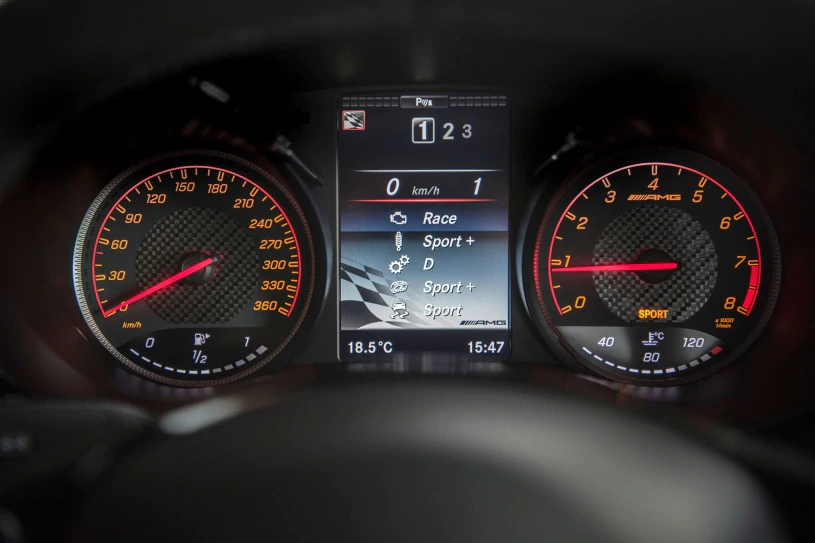 P
1 2 3
0 km/h 1
Race
Sport +
D
Sport +
Sport
AMG
18.5°C 15:47
0 30 60 90 120 150 180 210 240 270 300 330 360
km/h
0 1/2 1
0 1 2 3 4 5 6 7 8
AMG
SPORT
x 1000
1/min
°C
40 80 120